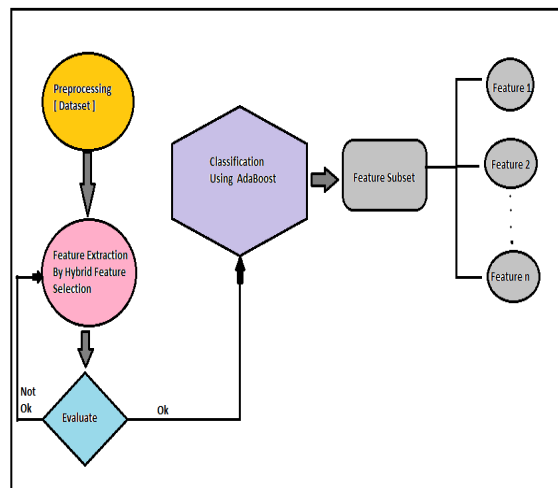 Preprocessing
[ Dataset ]
Feature Extraction
By Hybrid Feature
Selection
Not
Ok
Evaluate
Ok
Classification
Using AdaBoost
Feature Subset
Feature 1
Feature 2
Feature n